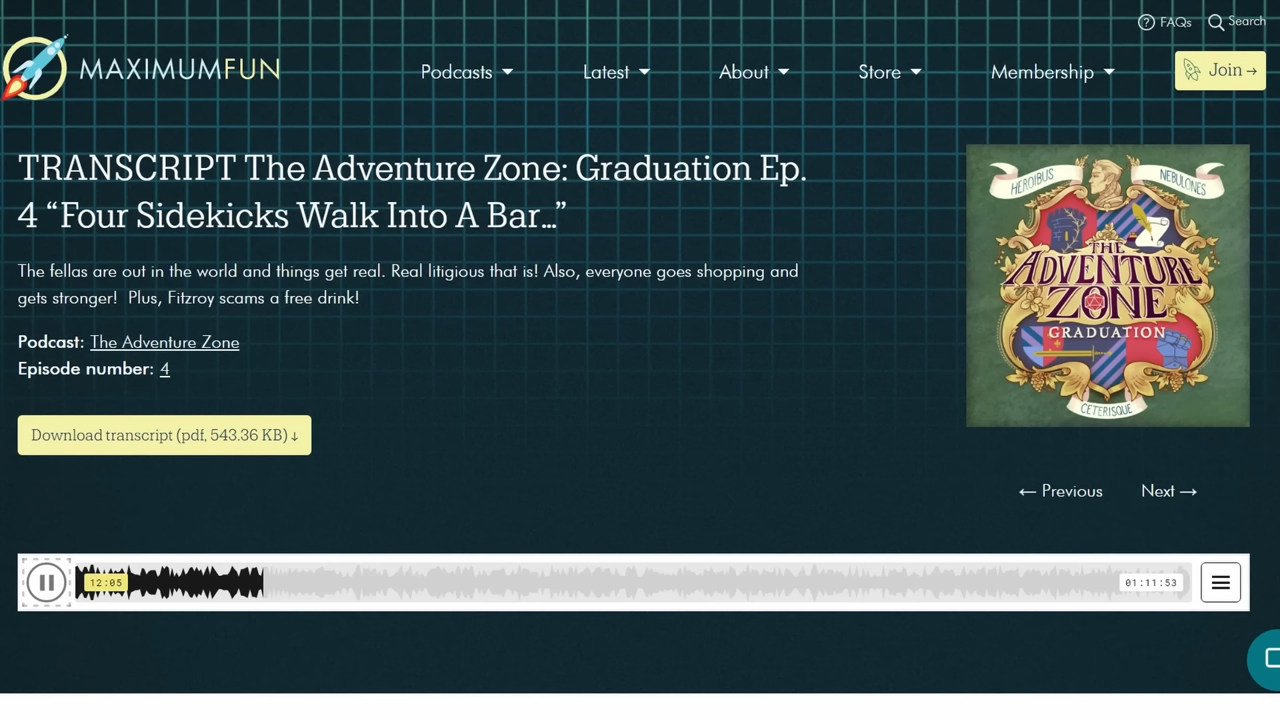 FAQs
Search
MAXIMUMFUN
Podcasts
Latest
About
Store
Membership
Join →
TRANSCRIPT The Adventure Zone: Graduation Ep.
4 “Four Sidekicks Walk Into A Bar…”
The fellas are out in the world and things get real. Real litigious that is! Also, everyone goes shopping and
gets stronger!  Plus, Fitzroy scams a free drink!
Podcast: The Adventure Zone
Episode number: 4
Download transcript (pdf, 543.36 KB) ↓
HEROIBUS
NEBULONES
THE
ADVENTURE
ZONE
GRADUATION
CETERISQUE
← Previous
Next →
12:05
01:11:53